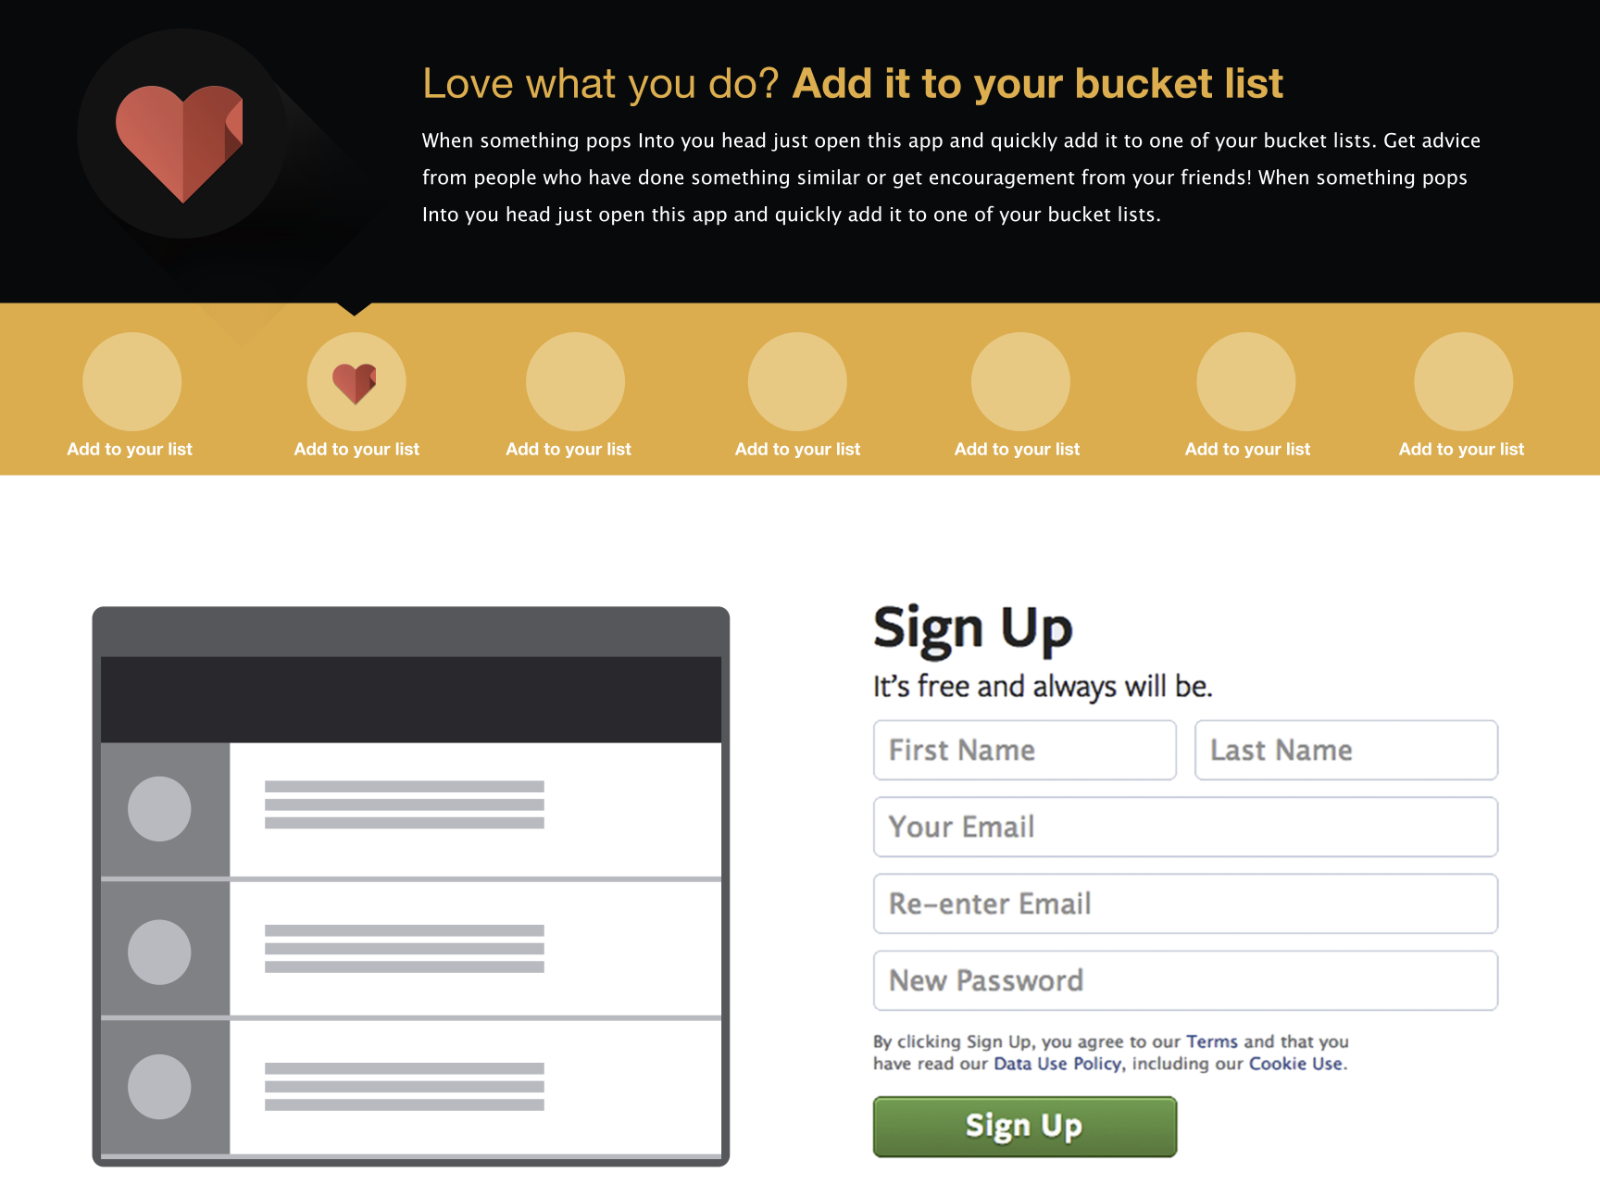 Love what you do? Add it to your bucket list
When something pops Into you head just open this app and quickly add it to one of your bucket lists. Get advice
from people who have done something similar or get encouragement from your friends! When something pops
Into you head just open this app and quickly add it to one of your bucket lists.
Add to your list
Add to your list
Add to your list
Add to your list
Add to your list
Add to your list
Add to your list
Sign Up
It's free and always will be.
First Name
Last Name
Your Email
Re-enter Email
New Password
By clicking Sign Up, you agree to our Terms and that you
have read our Data Use Policy, including our Cookie Use.
Sign Up